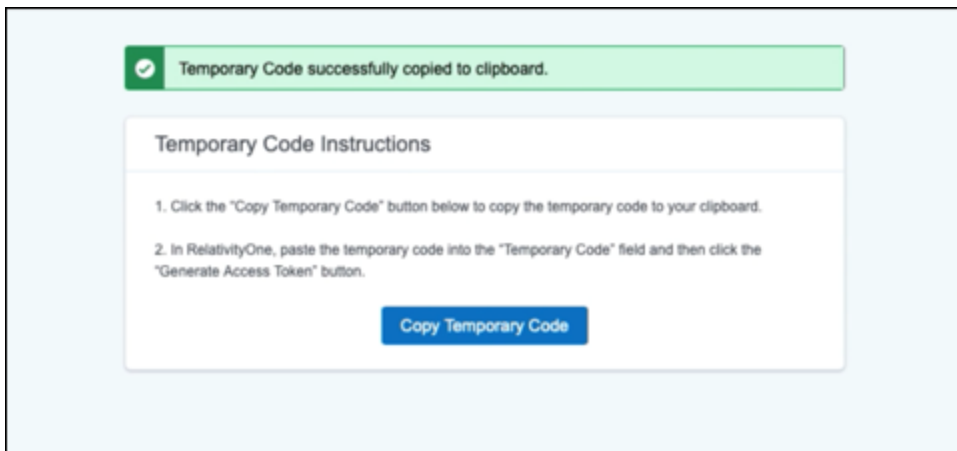 Temporary Code successfully copied to clipboard.
Temporary Code Instructions
1. Click the "Copy Temporary Code" button below to copy the temporary code to your clipboard.
2. In RelativityOne, paste the temporary code into the "Temporary Code" field and then click the
"Generate Access Token" button.
Copy Temporary Code